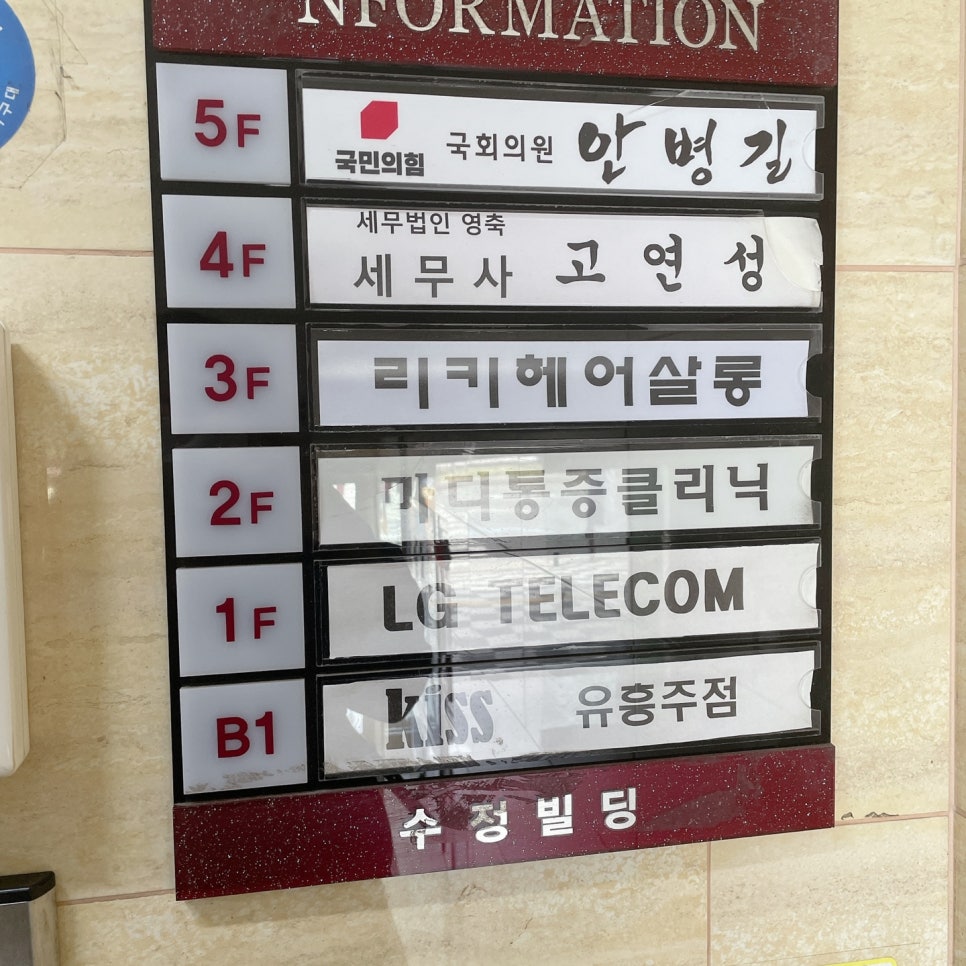 NFORMATION
5F
국민의힘 국회의원 안병길
4F
세무법인 영축
세무사 고연성
3F
리키헤어살롱
2F
마디통증클리닉
1F
LG TELECOM
B1
kiss 유흥주점
수정빌딩
구대